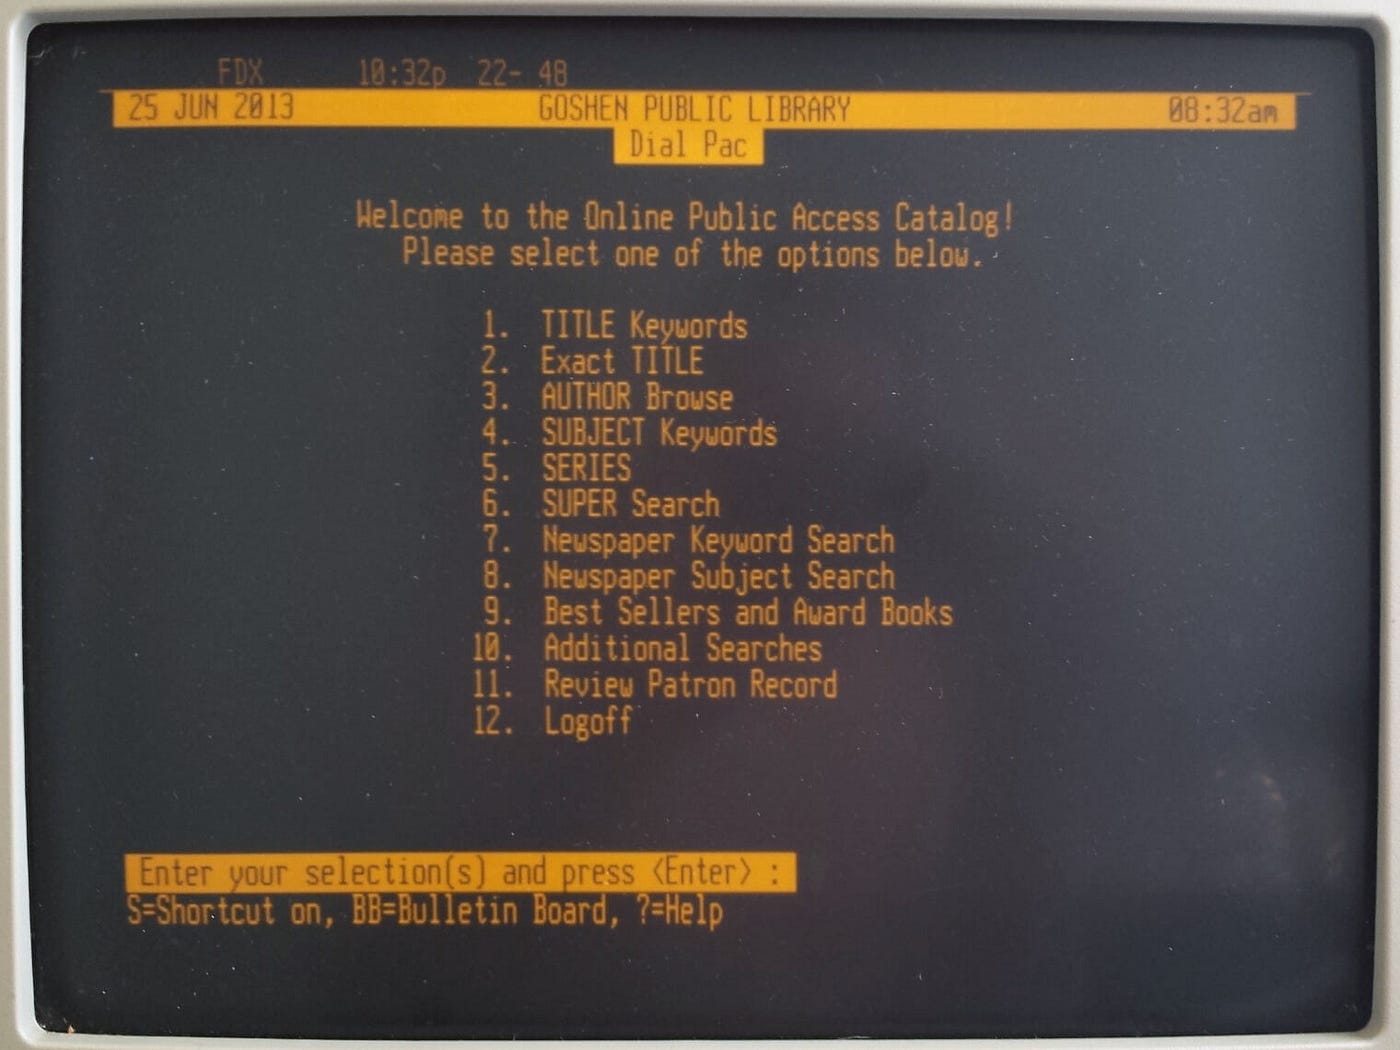 FDX 10:32p 22- 48
25 JUN 2013 GOSHEN PUBLIC LIBRARY 08:32am
Dial Pac
Welcome to the Online Public Access Catalog!
Please select one of the options below.
1. TITLE Keywords
2. Exact TITLE
3. AUTHOR Browse
4. SUBJECT Keywords
5. SERIES
6. SUPER Search
7. Newspaper Keyword Search
8. Newspaper Subject Search
9. Best Sellers and Award Books
10. Additional Searches
11. Review Patron Record
12. Logoff
Enter your selection(s) and press <Enter> :
S=Shortcut on, BB=Bulletin Board, ?=Help